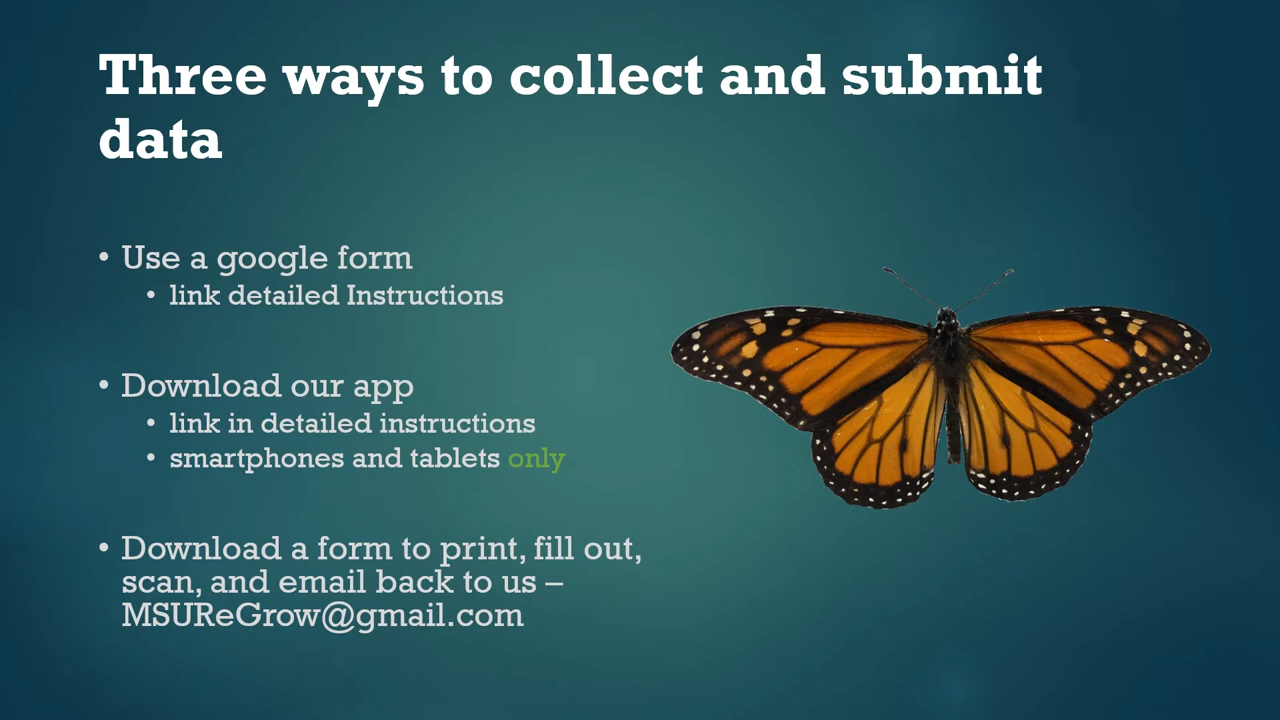 Three ways to collect and submit
data
• Use a google form
• link detailed Instructions
• Download our app
• link in detailed instructions
• smartphones and tablets only
• Download a form to print, fill out,
scan, and email back to us –
MSUReGrow@gmail.com